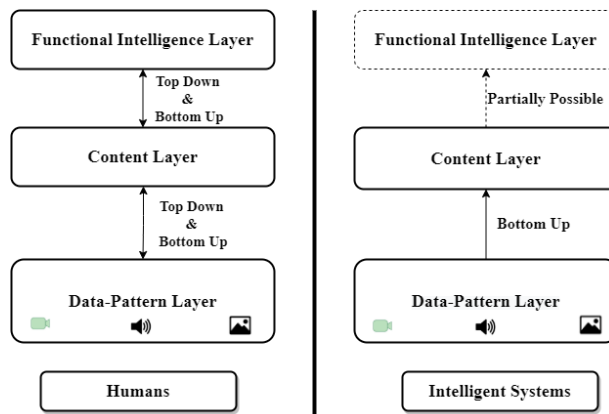 Functional Intelligence Layer
Top Down
&
Bottom Up
Content Layer
Top Down
&
Bottom Up
Data-Pattern Layer
Humans
Functional Intelligence Layer
Partially Possible
Content Layer
Bottom Up
Data-Pattern Layer
Intelligent Systems